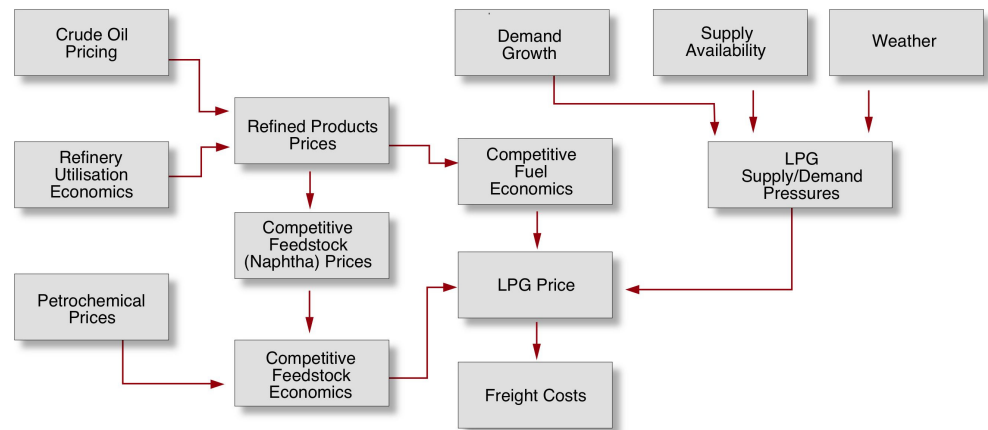 Crude Oil
Pricing
Demand
Growth
Supply
Availability
Weather
Refined Products
Prices
Refinery
Utilisation
Economics
Competitive
Fuel
Economics
LPG
Supply/Demand
Pressures
Competitive
Feedstock
(Naphtha) Prices
Petrochemical
Prices
LPG Price
Competitive
Feedstock
Economics
Freight Costs